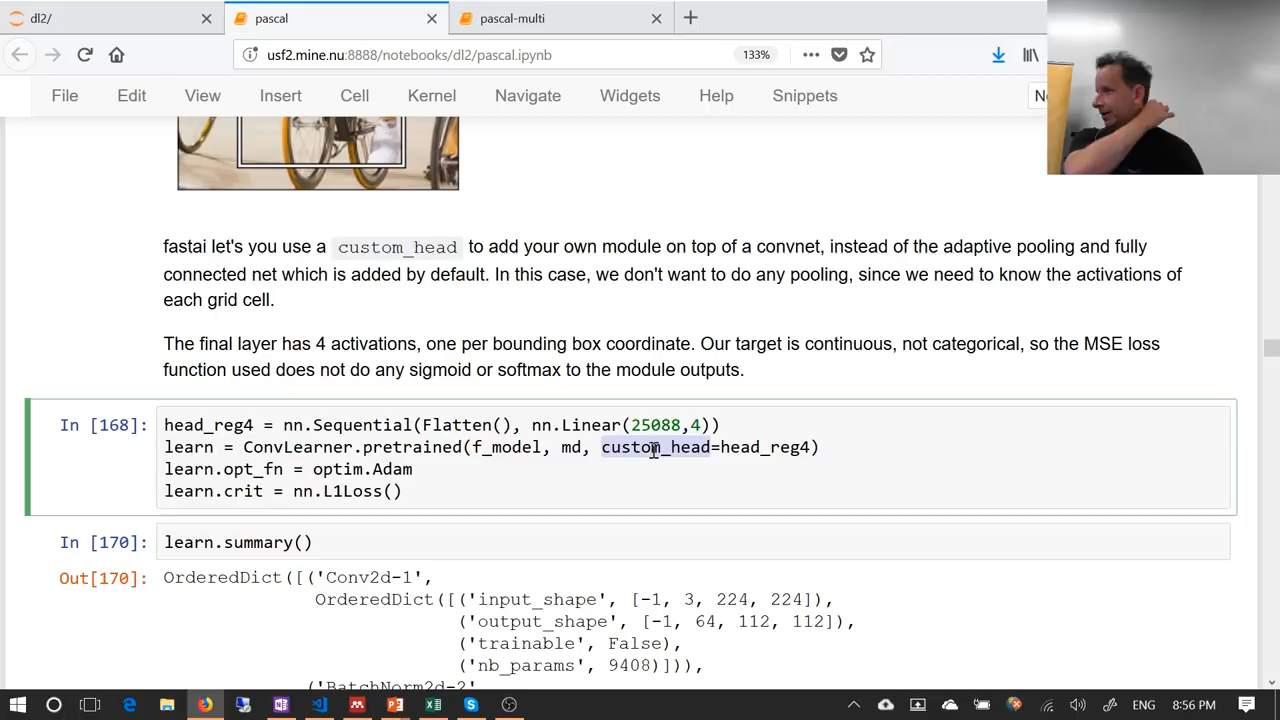 dl2/
pascal
pascal-multi
usf2.mine.nu:8888/notebooks/dl2/pascal.ipynb
133%
File Edit View Insert Cell Kernel Navigate Widgets Help Snippets
fastai let's you use a custom_head to add your own module on top of a convnet, instead of the adaptive pooling and fully
connected net which is added by default. In this case, we don't want to do any pooling, since we need to know the activations of
each grid cell.
The final layer has 4 activations, one per bounding box coordinate. Our target is continuous, not categorical, so the MSE loss
function used does not do any sigmoid or softmax to the module outputs.
In [168]: head_reg4 = nn.Sequential(Flatten(), nn.Linear(25088,4))
learn = ConvLearner.pretrained(f_model, md, custom_head=head_reg4)
learn.opt_fn = optim.Adam
learn.crit = nn.L1Loss()
In [170]: learn.summary()
Out[170]: OrderedDict([('Conv2d-1',
OrderedDict([('input_shape', [-1, 3, 224, 224]),
('output_shape', [-1, 64, 112, 112]),
('trainable', False),
('nb_params', 9408)])),
('BatchNorm2d-2',
ENG 8:56 PM